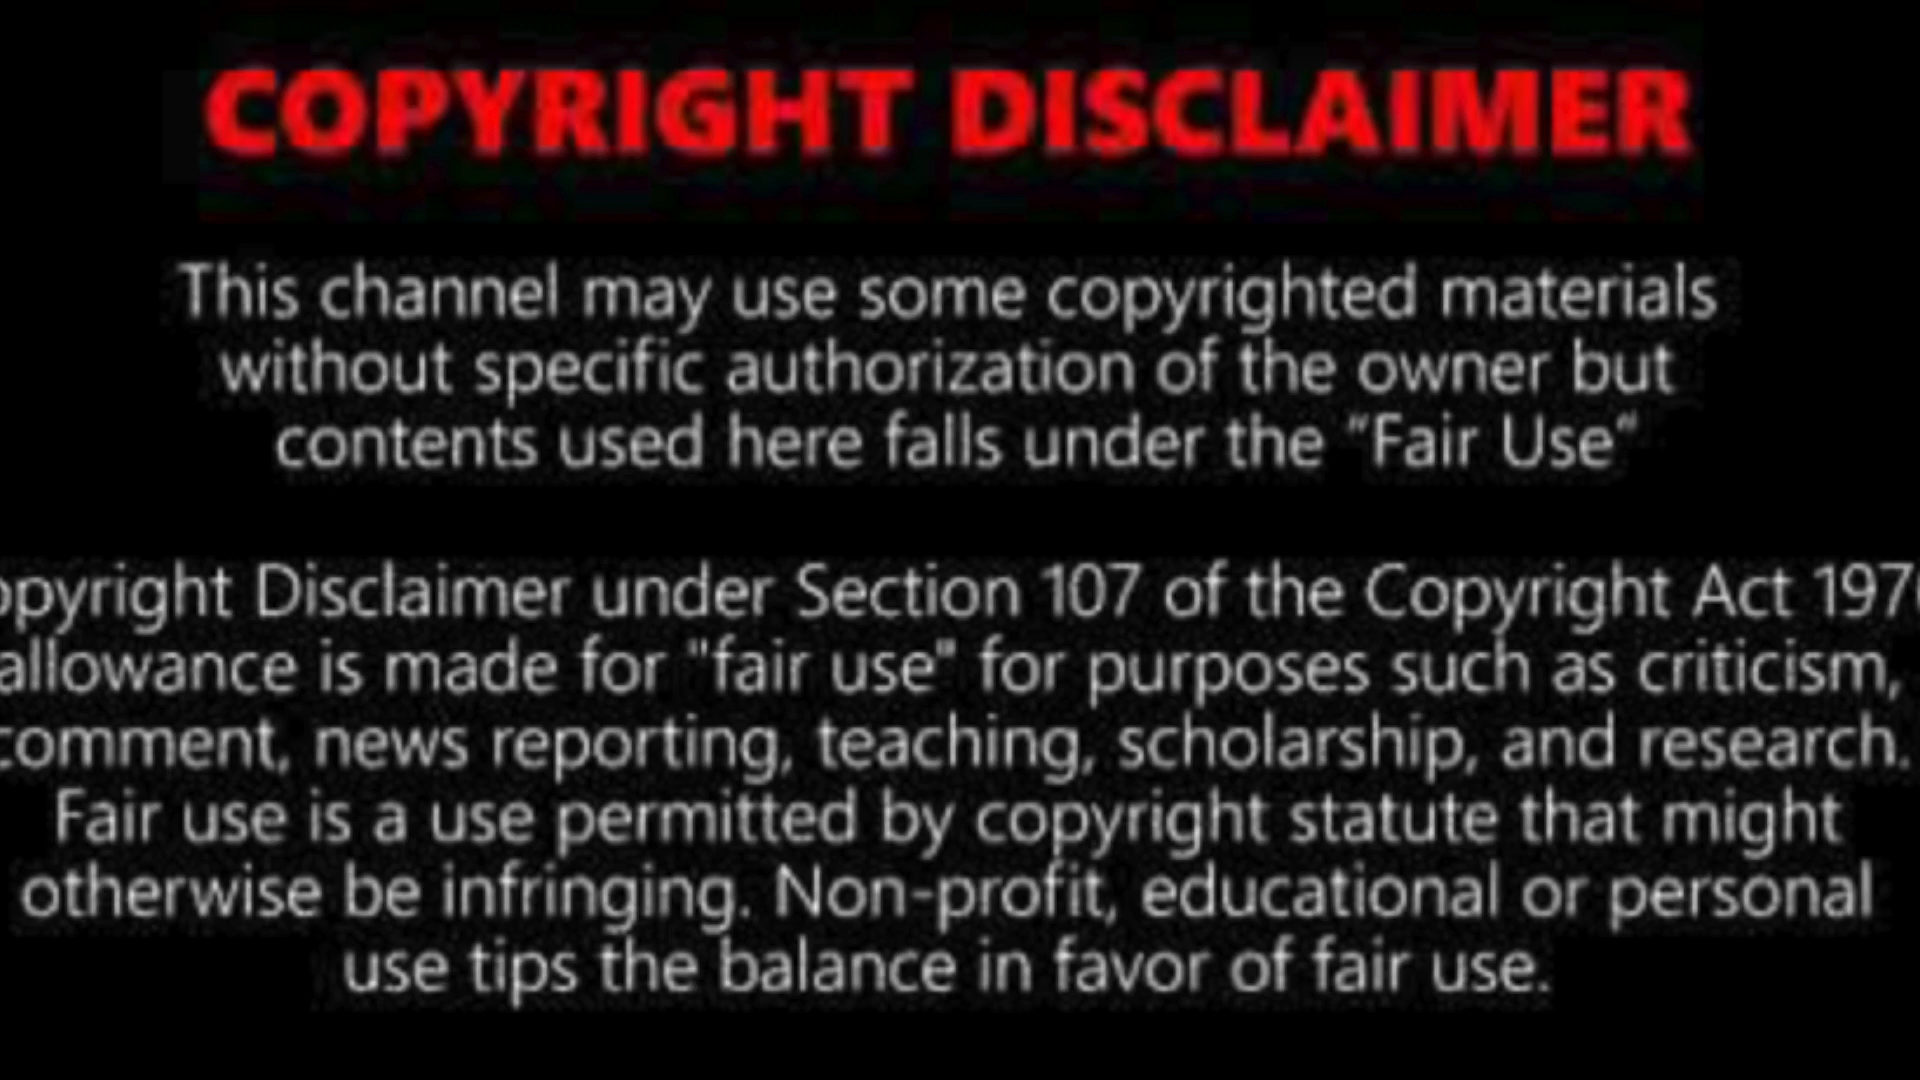 COPYRIGHT DISCLAIMER
This channel may use some copyrighted materials
without specific authorization of the owner but
contents used here falls under the “Fair Use“
opyright Disclaimer under Section 107 of the Copyright Act 197
allowance is made for "fair use" for purposes such as criticism,
comment, news reporting, teaching, scholarship, and research.
Fair use is a use permitted by copyright statute that might
otherwise be infringing. Non-profit, educational or personal
use tips the balance in favor of fair use.